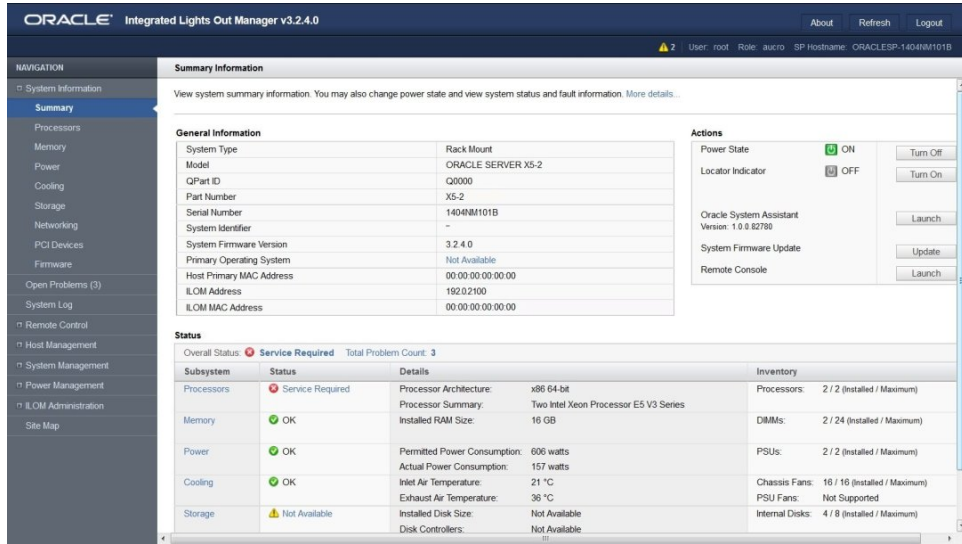 ORACLE® Integrated Lights Out Manager v3.2.4.0
About Refresh Logout
2 User: root Role: aucro SP Hostname: ORACLESP-1404NM101B
NAVIGATION
System Information
Summary
Processors
Memory
Power
Cooling
Storage
Networking
PCI Devices
Firmware
Open Problems (3)
System Log
Remote Control
Host Management
System Management
Power Management
ILOM Administration
Site Map
Summary Information
View system summary information. You may also change power state and view system status and fault information. More details...
General Information
System Type Rack Mount
Model ORACLE SERVER X5-2
QPart ID Q0000
Part Number X5-2
Serial Number 1404NM101B
System Identifier -
System Firmware Version 3.2.4.0
Primary Operating System Not Available
Host Primary MAC Address 00:00:00:00:00:00
ILOM Address 192.0.2.100
ILOM MAC Address 00:00:00:00:00:00
Actions
Power State ON Turn Off
Locator Indicator OFF Turn On
Oracle System Assistant Launch
Version: 1.0.0.82780
System Firmware Update Update
Remote Console Launch
Status
Overall Status: Service Required Total Problem Count: 3
Subsystem Status Details Inventory
Processors Service Required Processor Architecture: x86 64-bit Processors: 2 / 2 (Installed / Maximum)
Processor Summary: Two Intel Xeon Processor E5 V3 Series
Memory OK Installed RAM Size: 16 GB DIMMs: 2 / 24 (Installed / Maximum)
Power OK Permitted Power Consumption: 606 watts PSUs: 2 / 2 (Installed / Maximum)
Actual Power Consumption: 157 watts
Cooling OK Inlet Air Temperature: 21 °C Chassis Fans: 16 / 16 (Installed / Maximum)
Exhaust Air Temperature: 36 °C PSU Fans: Not Supported
Storage Not Available Installed Disk Size: Not Available Internal Disks: 4 / 8 (Installed / Maximum)
Disk Controllers: Not Available